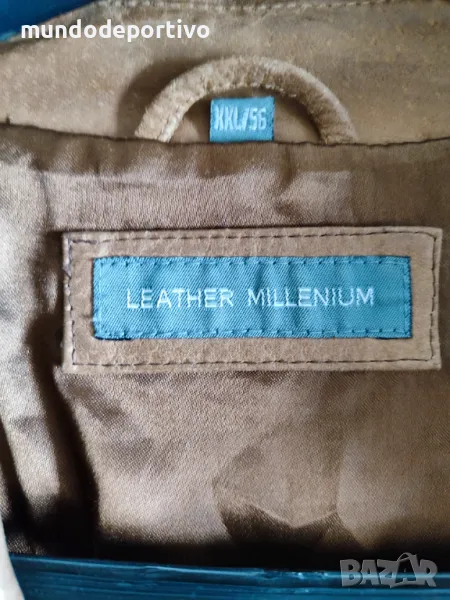 mundodeportivo
XXL/56
LEATHER MILLENIUM
BAZAR